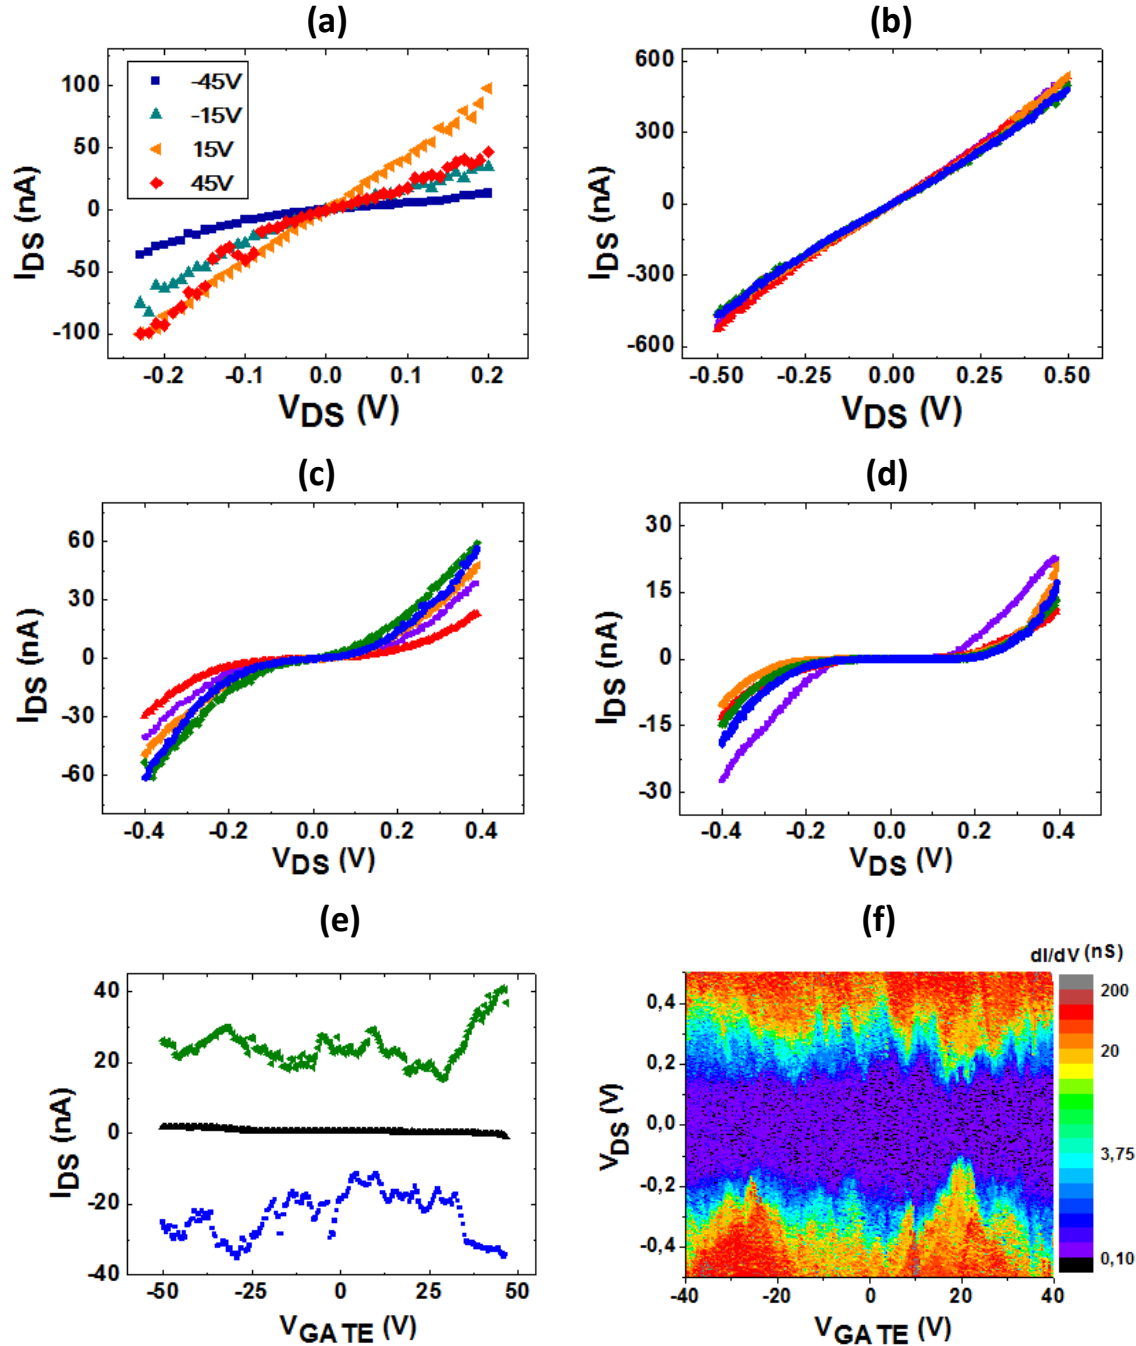 (a)
-45V
-15V
15V
45V
100
50
0
-50
-100
-0.2 -0.1 0.0 0.1 0.2
IDS (nA)
VDS (V)
(b)
600
300
0
-300
-600
-0.50 -0.25 0.00 0.25 0.50
IDS (nA)
VDS (V)
(c)
60
30
0
-30
-60
-0.4 -0.2 0.0 0.2 0.4
IDS (nA)
VDS (V)
(d)
30
15
0
-15
-30
-0.4 -0.2 0.0 0.2 0.4
IDS (nA)
VDS (V)
(e)
40
20
0
-20
-40
-50 -25 0 25 50
IDS (nA)
VGATE (V)
(f)
dI/dV (nS)
200
20
3,75
0,10
0,4
0,2
0,0
-0,2
-0,4
-40 -20 0 20 40
VDS (V)
VGATE (V)